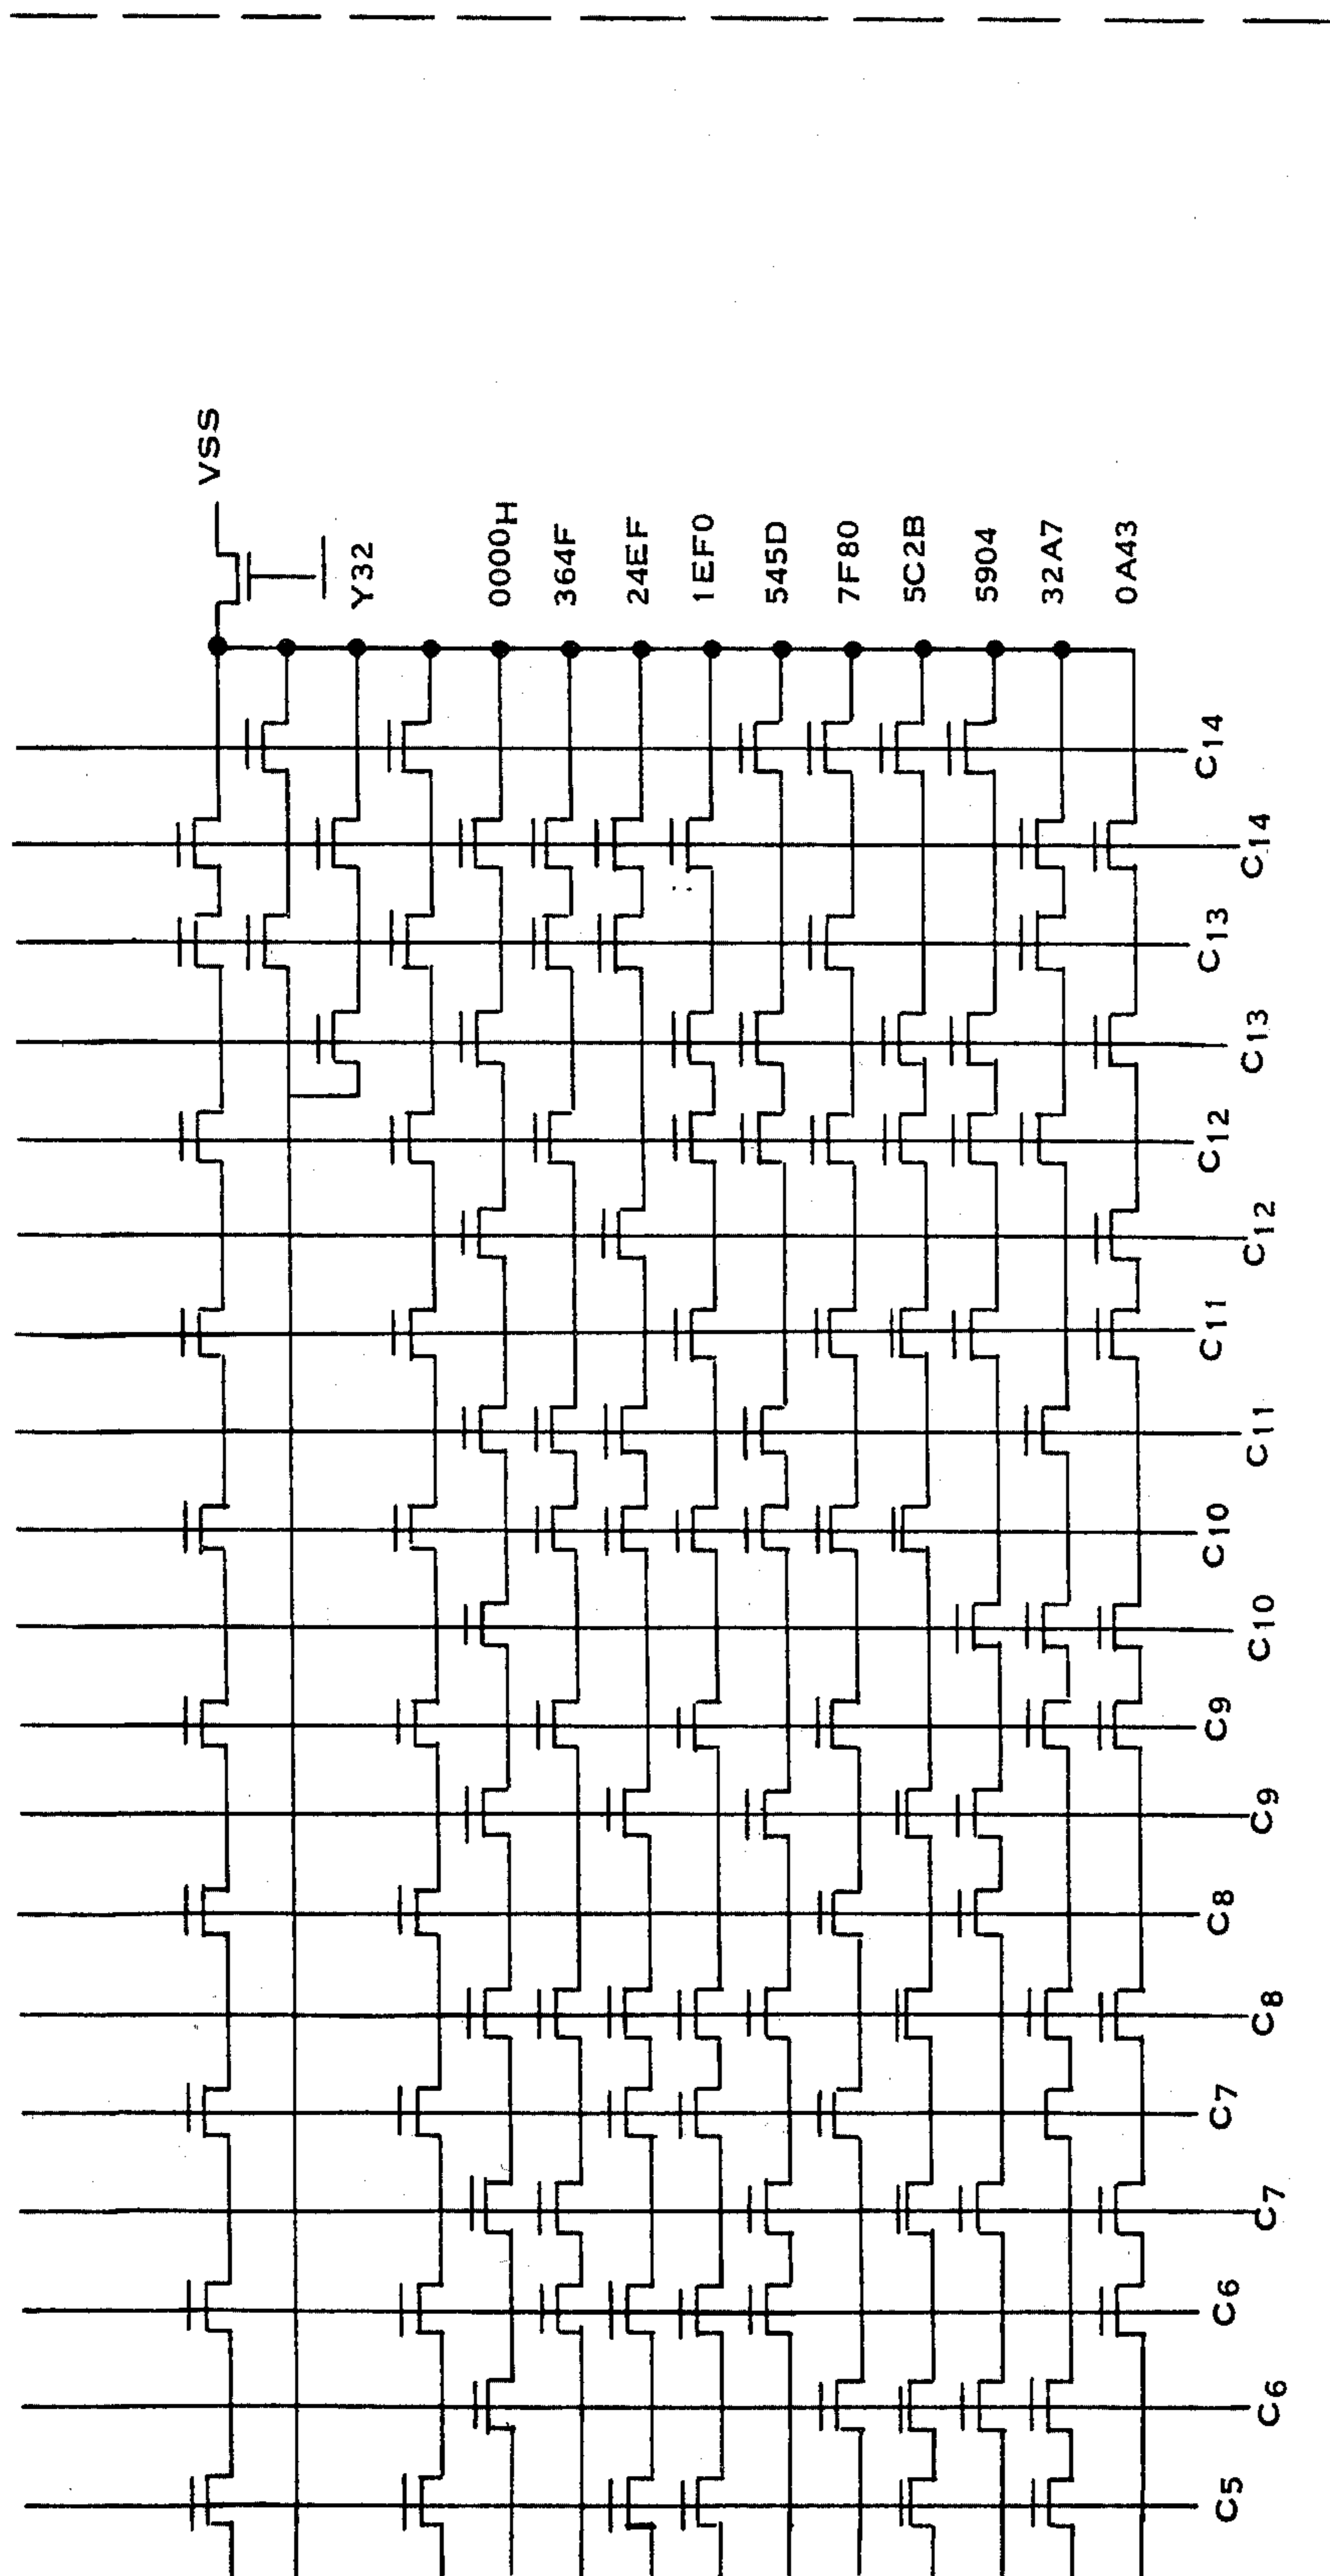 VSS
Y32
0000H
364F
24EF
1EF0
545D
7F80
5C2B
5904
32A7
0A43
C14
C14
C13
C13
C12
C12
C11
C11
C10
C10
C9
C9
C8
C8
C7
C7
C6
C6
C5